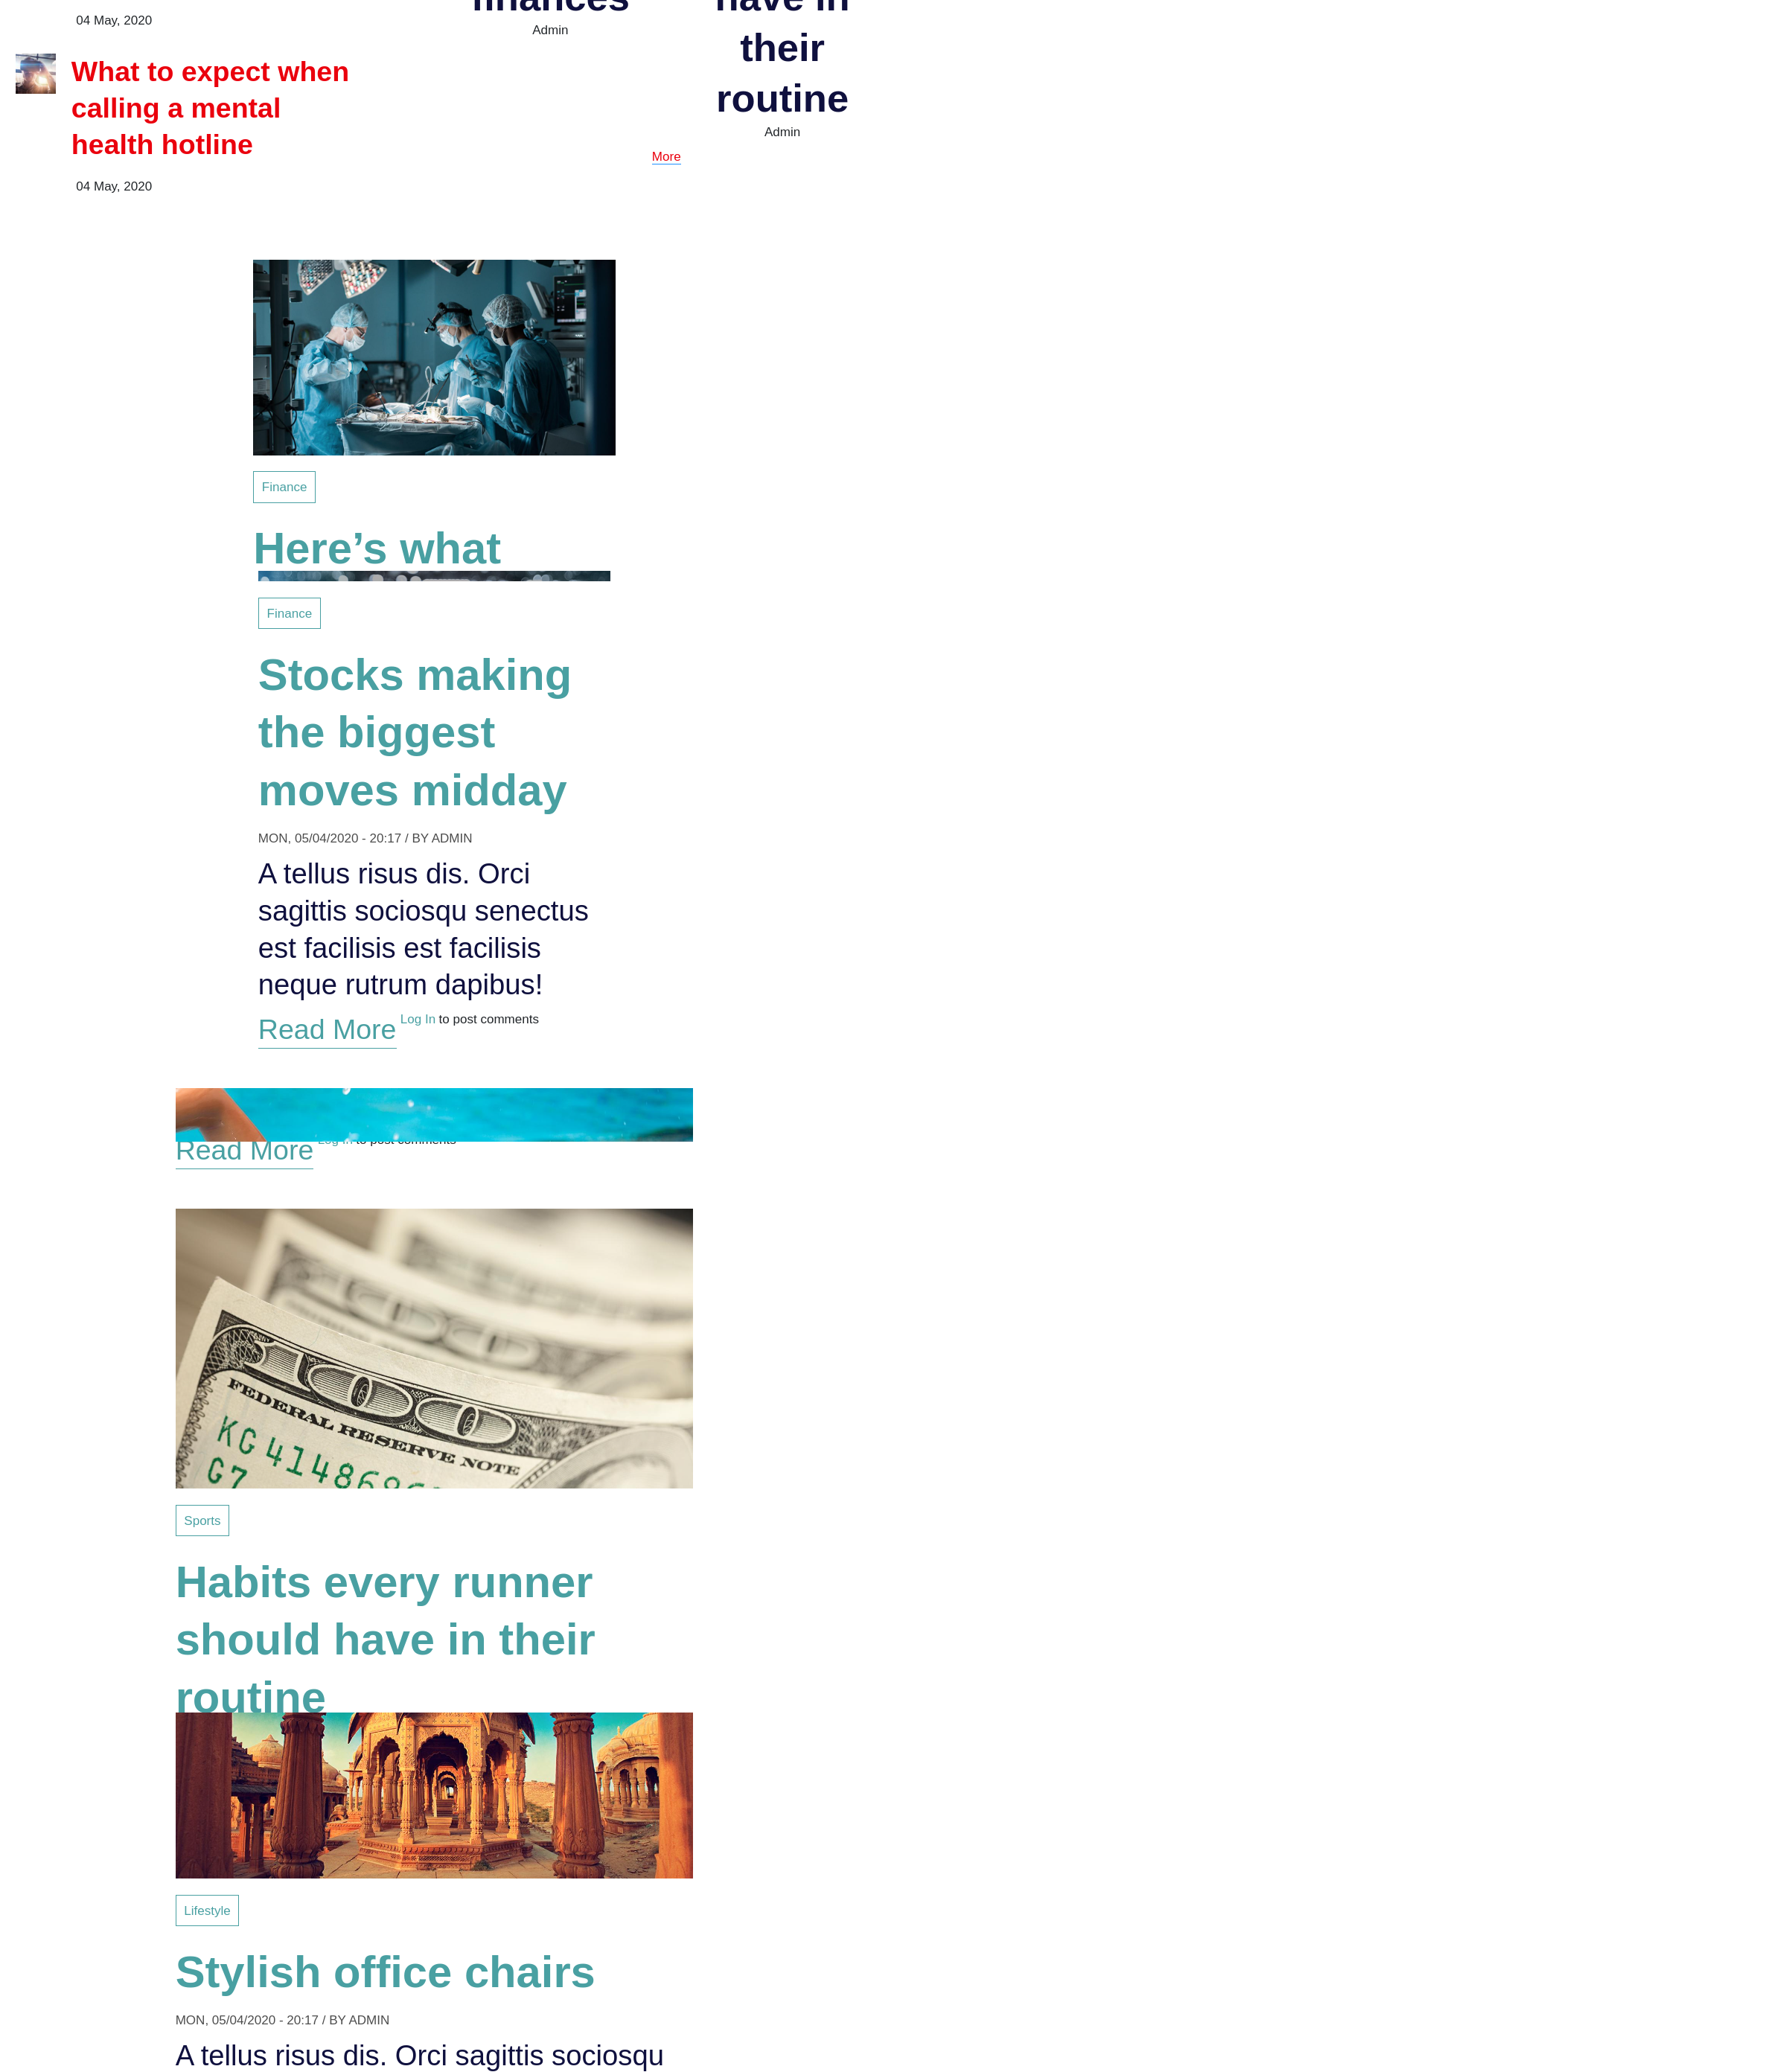 04 May, 2020
What to expect when
calling a mental
health hotline
04 May, 2020
finances
Admin
have in
their
routine
Admin
More
Finance
Here’s what
Finance
Stocks making
the biggest
moves midday
MON, 05/04/2020 - 20:17 / BY ADMIN
A tellus risus dis. Orci
sagittis sociosqu senectus
est facilisis est facilisis
neque rutrum dapibus!
Read More Log In to post comments
Read More Log In to post comments
100
FEDERAL RESERVE NOTE
KG414868
G7
Sports
Habits every runner
should have in their
routine
Lifestyle
Stylish office chairs
MON, 05/04/2020 - 20:17 / BY ADMIN
A tellus risus dis. Orci sagittis sociosqu